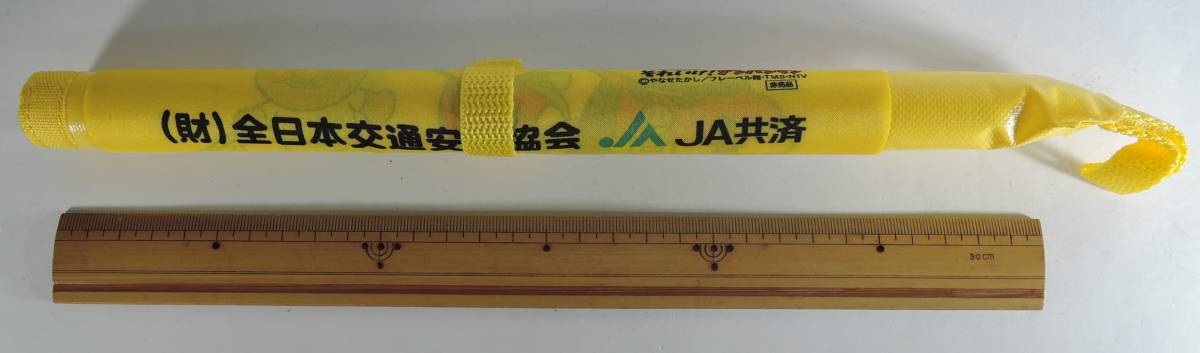 ©やなせたかし/フレーベル館・TMS・NTV
非売品
(財)全日本交通安 協会 JA共済
30cm